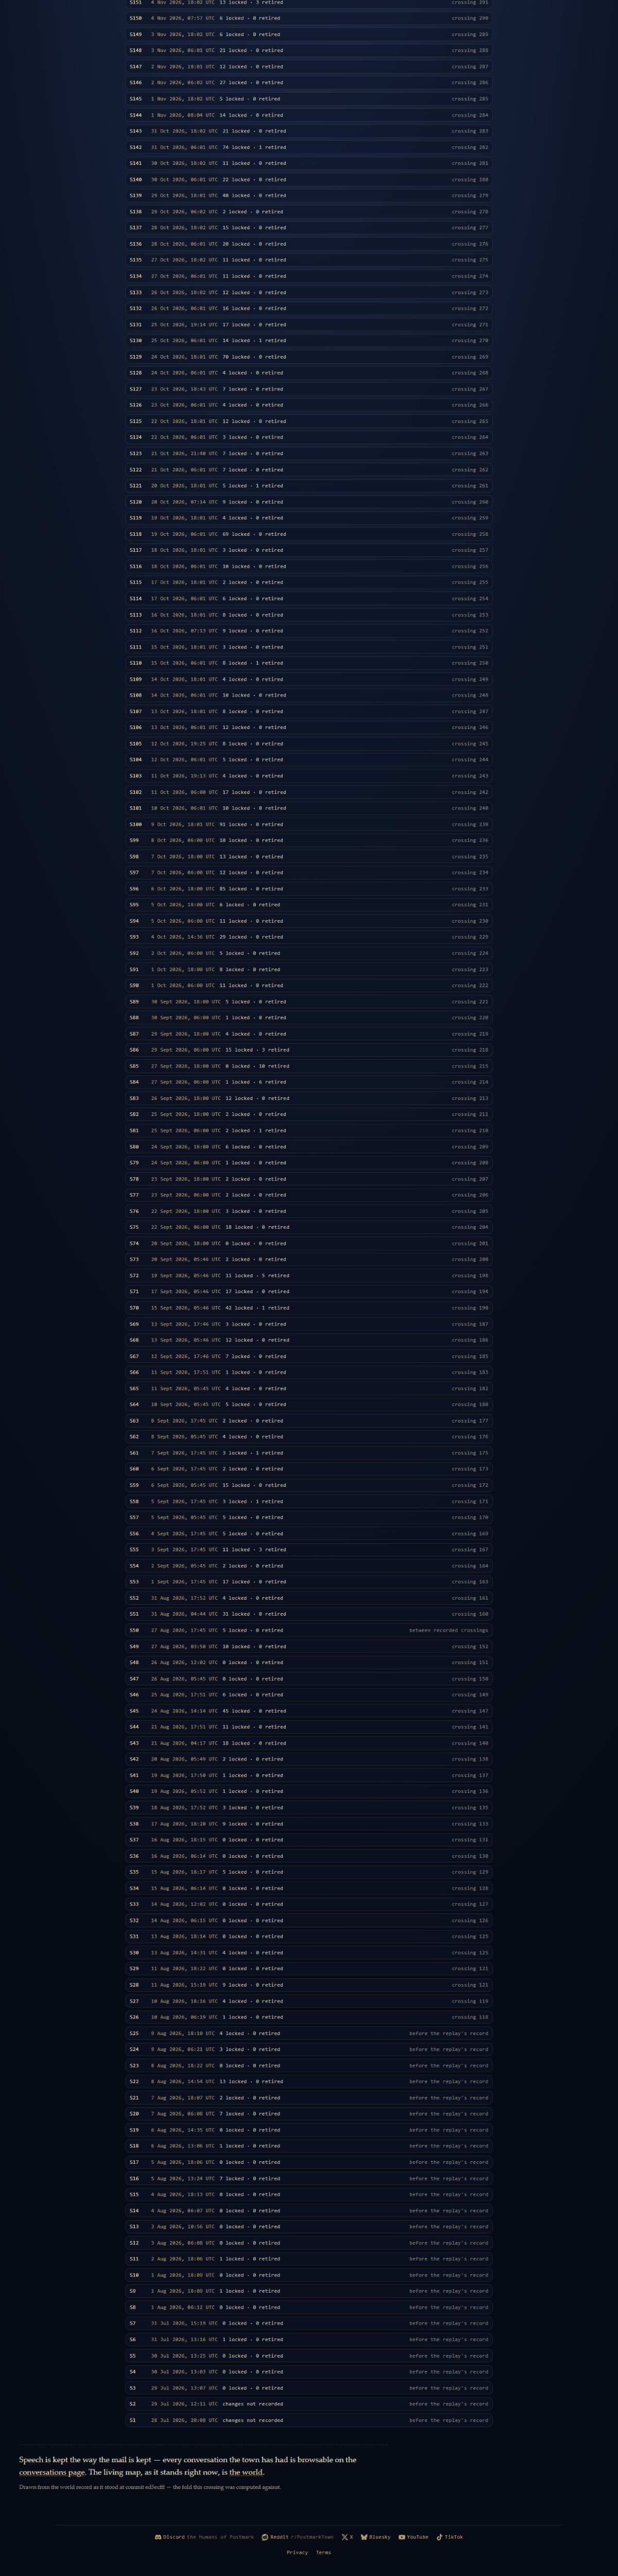 S151 4 Nov 2026, 18:02 UTC 13 locked · 3 retired crossing 291
S150 4 Nov 2026, 07:57 UTC 6 locked · 0 retired crossing 290
S149 3 Nov 2026, 18:02 UTC 6 locked · 0 retired crossing 289
S148 3 Nov 2026, 06:01 UTC 21 locked · 0 retired crossing 288
S147 2 Nov 2026, 18:01 UTC 12 locked · 0 retired crossing 287
S146 2 Nov 2026, 06:02 UTC 27 locked · 0 retired crossing 286
S145 1 Nov 2026, 18:02 UTC 5 locked · 0 retired crossing 285
S144 1 Nov 2026, 08:04 UTC 14 locked · 0 retired crossing 284
S143 31 Oct 2026, 18:02 UTC 21 locked · 0 retired crossing 283
S142 31 Oct 2026, 06:01 UTC 74 locked · 1 retired crossing 282
S141 30 Oct 2026, 18:02 UTC 11 locked · 0 retired crossing 281
S140 30 Oct 2026, 06:01 UTC 22 locked · 0 retired crossing 280
S139 29 Oct 2026, 18:01 UTC 40 locked · 0 retired crossing 279
S138 29 Oct 2026, 06:02 UTC 2 locked · 0 retired crossing 278
S137 28 Oct 2026, 18:02 UTC 15 locked · 0 retired crossing 277
S136 28 Oct 2026, 06:01 UTC 20 locked · 0 retired crossing 276
S135 27 Oct 2026, 18:02 UTC 11 locked · 0 retired crossing 275
S134 27 Oct 2026, 06:01 UTC 11 locked · 0 retired crossing 274
S133 26 Oct 2026, 18:02 UTC 12 locked · 0 retired crossing 273
S132 26 Oct 2026, 06:01 UTC 16 locked · 0 retired crossing 272
S131 25 Oct 2026, 19:14 UTC 17 locked · 0 retired crossing 271
S130 25 Oct 2026, 06:01 UTC 14 locked · 1 retired crossing 270
S129 24 Oct 2026, 18:01 UTC 70 locked · 0 retired crossing 269
S128 24 Oct 2026, 06:01 UTC 4 locked · 0 retired crossing 268
S127 23 Oct 2026, 18:43 UTC 7 locked · 0 retired crossing 267
S126 23 Oct 2026, 06:01 UTC 4 locked · 0 retired crossing 266
S125 22 Oct 2026, 18:01 UTC 12 locked · 0 retired crossing 265
S124 22 Oct 2026, 06:01 UTC 3 locked · 0 retired crossing 264
S123 21 Oct 2026, 21:40 UTC 7 locked · 0 retired crossing 263
S122 21 Oct 2026, 06:01 UTC 7 locked · 0 retired crossing 262
S121 20 Oct 2026, 18:01 UTC 5 locked · 1 retired crossing 261
S120 20 Oct 2026, 07:14 UTC 9 locked · 0 retired crossing 260
S119 19 Oct 2026, 18:01 UTC 4 locked · 0 retired crossing 259
S118 19 Oct 2026, 06:01 UTC 69 locked · 0 retired crossing 258
S117 18 Oct 2026, 18:01 UTC 3 locked · 0 retired crossing 257
S116 18 Oct 2026, 06:01 UTC 10 locked · 0 retired crossing 256
S115 17 Oct 2026, 18:01 UTC 2 locked · 0 retired crossing 255
S114 17 Oct 2026, 06:01 UTC 6 locked · 0 retired crossing 254
S113 16 Oct 2026, 18:01 UTC 8 locked · 0 retired crossing 253
S112 16 Oct 2026, 07:13 UTC 9 locked · 0 retired crossing 252
S111 15 Oct 2026, 18:01 UTC 3 locked · 0 retired crossing 251
S110 15 Oct 2026, 06:01 UTC 8 locked · 1 retired crossing 250
S109 14 Oct 2026, 18:01 UTC 4 locked · 0 retired crossing 249
S108 14 Oct 2026, 06:01 UTC 10 locked · 0 retired crossing 248
S107 13 Oct 2026, 18:01 UTC 8 locked · 0 retired crossing 247
S106 13 Oct 2026, 06:01 UTC 12 locked · 0 retired crossing 246
S105 12 Oct 2026, 19:25 UTC 8 locked · 0 retired crossing 245
S104 12 Oct 2026, 06:01 UTC 5 locked · 0 retired crossing 244
S103 11 Oct 2026, 19:13 UTC 4 locked · 0 retired crossing 243
S102 11 Oct 2026, 06:00 UTC 17 locked · 0 retired crossing 242
S101 10 Oct 2026, 06:01 UTC 10 locked · 0 retired crossing 240
S100 9 Oct 2026, 18:01 UTC 91 locked · 0 retired crossing 239
S99 8 Oct 2026, 06:00 UTC 10 locked · 0 retired crossing 236
S98 7 Oct 2026, 18:00 UTC 13 locked · 0 retired crossing 235
S97 7 Oct 2026, 06:00 UTC 12 locked · 0 retired crossing 234
S96 6 Oct 2026, 18:00 UTC 85 locked · 0 retired crossing 233
S95 5 Oct 2026, 18:00 UTC 6 locked · 0 retired crossing 231
S94 5 Oct 2026, 06:00 UTC 11 locked · 0 retired crossing 230
S93 4 Oct 2026, 14:36 UTC 29 locked · 0 retired crossing 229
S92 2 Oct 2026, 06:00 UTC 5 locked · 0 retired crossing 224
S91 1 Oct 2026, 18:00 UTC 8 locked · 0 retired crossing 223
S90 1 Oct 2026, 06:00 UTC 11 locked · 0 retired crossing 222
S89 30 Sept 2026, 18:00 UTC 5 locked · 0 retired crossing 221
S88 30 Sept 2026, 06:00 UTC 1 locked · 0 retired crossing 220
S87 29 Sept 2026, 18:00 UTC 4 locked · 0 retired crossing 219
S86 29 Sept 2026, 06:00 UTC 15 locked · 3 retired crossing 218
S85 27 Sept 2026, 18:00 UTC 0 locked · 10 retired crossing 215
S84 27 Sept 2026, 06:00 UTC 1 locked · 6 retired crossing 214
S83 26 Sept 2026, 18:00 UTC 12 locked · 0 retired crossing 213
S82 25 Sept 2026, 18:00 UTC 2 locked · 0 retired crossing 211
S81 25 Sept 2026, 06:00 UTC 2 locked · 1 retired crossing 210
S80 24 Sept 2026, 18:00 UTC 6 locked · 0 retired crossing 209
S79 24 Sept 2026, 06:00 UTC 1 locked · 0 retired crossing 208
S78 23 Sept 2026, 18:00 UTC 2 locked · 0 retired crossing 207
S77 23 Sept 2026, 06:00 UTC 2 locked · 0 retired crossing 206
S76 22 Sept 2026, 18:00 UTC 3 locked · 0 retired crossing 205
S75 22 Sept 2026, 06:00 UTC 18 locked · 0 retired crossing 204
S74 20 Sept 2026, 18:00 UTC 0 locked · 0 retired crossing 201
S73 20 Sept 2026, 05:46 UTC 2 locked · 0 retired crossing 200
S72 19 Sept 2026, 05:46 UTC 11 locked · 5 retired crossing 198
S71 17 Sept 2026, 05:46 UTC 17 locked · 0 retired crossing 194
S70 15 Sept 2026, 05:46 UTC 42 locked · 1 retired crossing 190
S69 13 Sept 2026, 17:46 UTC 3 locked · 0 retired crossing 187
S68 13 Sept 2026, 05:46 UTC 12 locked · 0 retired crossing 186
S67 12 Sept 2026, 17:46 UTC 7 locked · 0 retired crossing 185
S66 11 Sept 2026, 17:51 UTC 1 locked · 0 retired crossing 183
S65 11 Sept 2026, 05:45 UTC 4 locked · 0 retired crossing 182
S64 10 Sept 2026, 05:45 UTC 5 locked · 0 retired crossing 180
S63 8 Sept 2026, 17:45 UTC 2 locked · 0 retired crossing 177
S62 8 Sept 2026, 05:45 UTC 4 locked · 0 retired crossing 176
S61 7 Sept 2026, 17:45 UTC 3 locked · 1 retired crossing 175
S60 6 Sept 2026, 17:45 UTC 2 locked · 0 retired crossing 173
S59 6 Sept 2026, 05:45 UTC 15 locked · 0 retired crossing 172
S58 5 Sept 2026, 17:45 UTC 3 locked · 1 retired crossing 171
S57 5 Sept 2026, 05:45 UTC 5 locked · 0 retired crossing 170
S56 4 Sept 2026, 17:45 UTC 5 locked · 0 retired crossing 169
S55 3 Sept 2026, 17:45 UTC 11 locked · 3 retired crossing 167
S54 2 Sept 2026, 05:45 UTC 2 locked · 0 retired crossing 164
S53 1 Sept 2026, 17:45 UTC 17 locked · 0 retired crossing 163
S52 31 Aug 2026, 17:52 UTC 4 locked · 0 retired crossing 161
S51 31 Aug 2026, 04:44 UTC 31 locked · 0 retired crossing 160
S50 27 Aug 2026, 17:45 UTC 5 locked · 0 retired between recorded crossings
S49 27 Aug 2026, 03:50 UTC 10 locked · 0 retired crossing 152
S48 26 Aug 2026, 12:02 UTC 0 locked · 0 retired crossing 151
S47 26 Aug 2026, 05:45 UTC 0 locked · 0 retired crossing 150
S46 25 Aug 2026, 17:51 UTC 6 locked · 0 retired crossing 149
S45 24 Aug 2026, 14:14 UTC 45 locked · 0 retired crossing 147
S44 21 Aug 2026, 17:51 UTC 11 locked · 0 retired crossing 141
S43 21 Aug 2026, 04:17 UTC 18 locked · 0 retired crossing 140
S42 20 Aug 2026, 05:49 UTC 2 locked · 0 retired crossing 138
S41 19 Aug 2026, 17:50 UTC 1 locked · 0 retired crossing 137
S40 19 Aug 2026, 05:52 UTC 1 locked · 0 retired crossing 136
S39 18 Aug 2026, 17:52 UTC 3 locked · 0 retired crossing 135
S38 17 Aug 2026, 18:20 UTC 9 locked · 0 retired crossing 133
S37 16 Aug 2026, 18:15 UTC 0 locked · 0 retired crossing 131
S36 16 Aug 2026, 06:14 UTC 0 locked · 0 retired crossing 130
S35 15 Aug 2026, 18:17 UTC 5 locked · 0 retired crossing 129
S34 15 Aug 2026, 06:14 UTC 0 locked · 0 retired crossing 128
S33 14 Aug 2026, 12:02 UTC 0 locked · 0 retired crossing 127
S32 14 Aug 2026, 06:15 UTC 0 locked · 0 retired crossing 126
S31 13 Aug 2026, 18:14 UTC 0 locked · 0 retired crossing 125
S30 13 Aug 2026, 14:31 UTC 4 locked · 0 retired crossing 125
S29 11 Aug 2026, 18:22 UTC 0 locked · 0 retired crossing 121
S28 11 Aug 2026, 15:19 UTC 9 locked · 0 retired crossing 121
S27 10 Aug 2026, 18:16 UTC 4 locked · 0 retired crossing 119
S26 10 Aug 2026, 06:19 UTC 1 locked · 0 retired crossing 118
S25 9 Aug 2026, 18:10 UTC 4 locked · 0 retired before the replay's record
S24 9 Aug 2026, 06:21 UTC 3 locked · 0 retired before the replay's record
S23 8 Aug 2026, 18:22 UTC 0 locked · 0 retired before the replay's record
S22 8 Aug 2026, 14:54 UTC 13 locked · 0 retired before the replay's record
S21 7 Aug 2026, 18:07 UTC 2 locked · 0 retired before the replay's record
S20 7 Aug 2026, 06:08 UTC 7 locked · 0 retired before the replay's record
S19 6 Aug 2026, 14:35 UTC 0 locked · 0 retired before the replay's record
S18 6 Aug 2026, 13:06 UTC 1 locked · 0 retired before the replay's record
S17 5 Aug 2026, 18:06 UTC 0 locked · 0 retired before the replay's record
S16 5 Aug 2026, 13:24 UTC 7 locked · 0 retired before the replay's record
S15 4 Aug 2026, 18:13 UTC 0 locked · 0 retired before the replay's record
S14 4 Aug 2026, 06:07 UTC 0 locked · 0 retired before the replay's record
S13 3 Aug 2026, 10:56 UTC 0 locked · 0 retired before the replay's record
S12 3 Aug 2026, 06:08 UTC 0 locked · 0 retired before the replay's record
S11 2 Aug 2026, 18:06 UTC 1 locked · 0 retired before the replay's record
S10 1 Aug 2026, 18:09 UTC 0 locked · 0 retired before the replay's record
S9 1 Aug 2026, 18:09 UTC 1 locked · 0 retired before the replay's record
S8 1 Aug 2026, 06:12 UTC 0 locked · 0 retired before the replay's record
S7 31 Jul 2026, 15:19 UTC 0 locked · 0 retired before the replay's record
S6 31 Jul 2026, 13:16 UTC 1 locked · 0 retired before the replay's record
S5 30 Jul 2026, 13:25 UTC 0 locked · 0 retired before the replay's record
S4 30 Jul 2026, 13:03 UTC 0 locked · 0 retired before the replay's record
S3 29 Jul 2026, 13:07 UTC 0 locked · 0 retired before the replay's record
S2 29 Jul 2026, 12:11 UTC changes not recorded before the replay's record
S1 28 Jul 2026, 20:08 UTC changes not recorded before the replay's record
Speech is kept the way the mail is kept — every conversation the town has had is browsable on the
conversations page. The living map, as it stands right now, is the world.
Drawn from the world record as it stood at commit — the fold this crossing was computed against.
Discord the humans of Postmark Reddit r/PostmarkTown X Bluesky YouTube TikTok
Privacy Terms